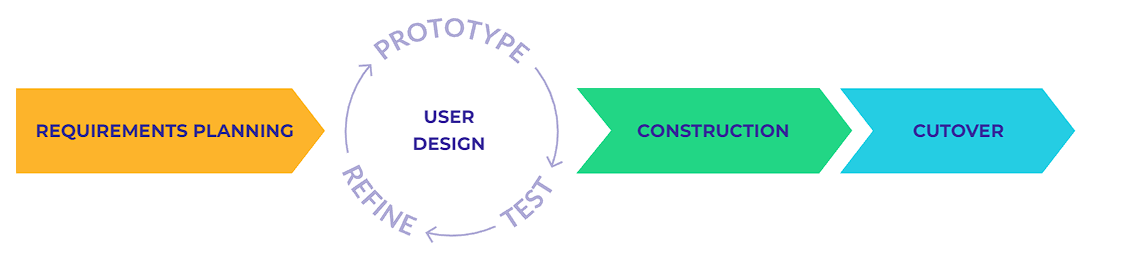 REQUIREMENTS PLANNING
PROTOTYPE
USER
DESIGN
TEST
REFINE
CONSTRUCTION
CUTOVER